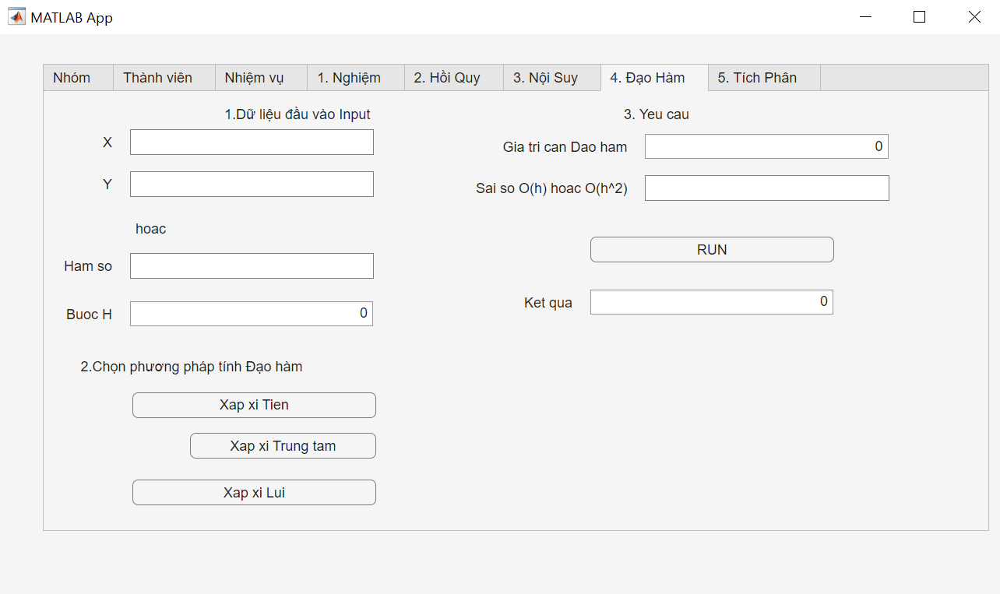 MATLAB App
Nhóm Thành viên Nhiệm vụ 1. Nghiệm 2. Hồi Quy 3. Nội Suy 4. Đạo Hàm 5. Tích Phân
1.Dữ liệu đầu vào Input
X
Y
hoac
Ham so
Buoc H 0
2.Chọn phương pháp tính Đạo hàm
Xap xi Tien
Xap xi Trung tam
Xap xi Lui
3. Yeu cau
Gia tri can Dao ham 0
Sai so O(h) hoac O(h^2)
RUN
Ket qua 0